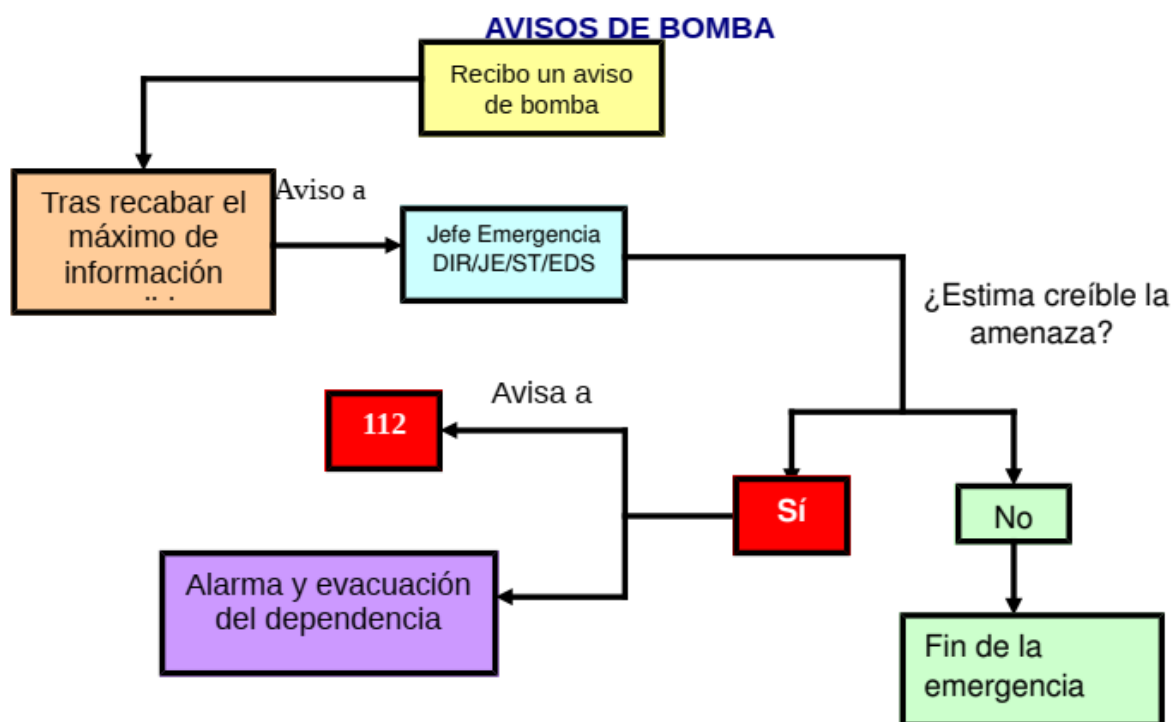 AVISOS DE BOMBA
Recibo un aviso
de bomba
Tras recabar el
máximo de
información
Aviso a
Jefe Emergencia
DIR/JE/ST/EDS
¿Estima creíble la
amenaza?
Avisa a
112
Sí
No
Alarma y evacuación
del dependencia
Fin de la
emergencia